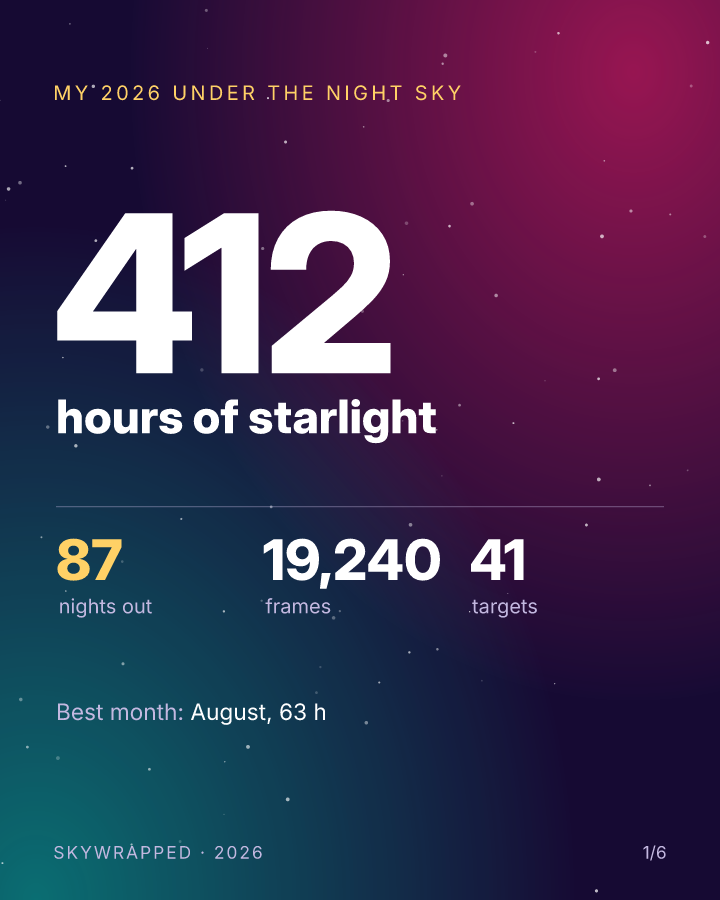 MY 2026 UNDER THE NIGHT SKY
412
hours of starlight
87 19,240 41
nights out frames targets
Best month: August, 63 h
SKYWRAPPED · 2026 1/6